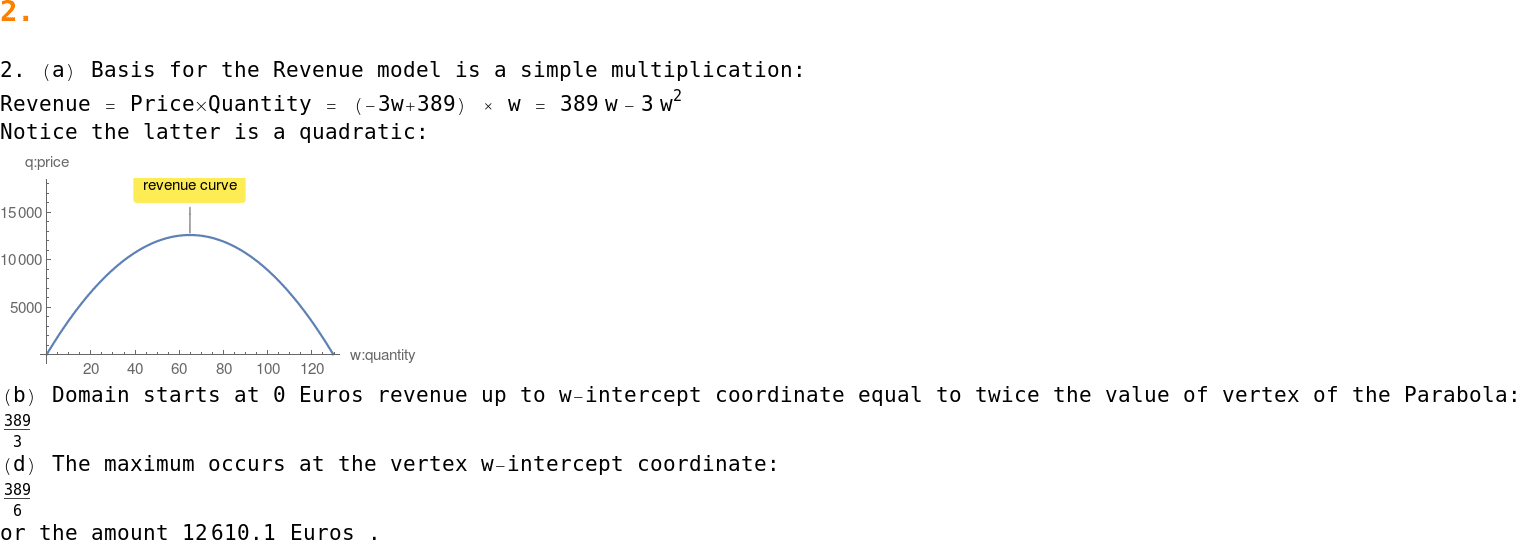 2.
2. (a) Basis for the Revenue model is a simple multiplication:
Revenue = Price×Quantity = (-3w+389) × w = 389 w - 3 w²
Notice the latter is a quadratic:
q:price
revenue curve
15000
10000
5000
w:quantity
20 40 60 80 100 120
(b) Domain starts at 0 Euros revenue up to w-intercept coordinate equal to twice the value of vertex of the Parabola:
389
3
(d) The maximum occurs at the vertex w-intercept coordinate:
389
6
or the amount 12610.1 Euros .